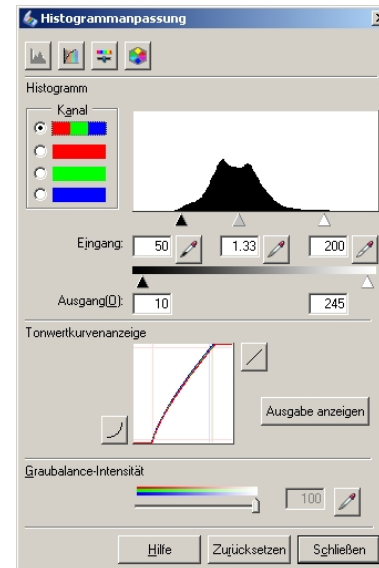 Histogrammanpassung
Histogramm
Kanal
Eingang: 50 1.33 200
Ausgang(O): 10 245
Tonwertkurvenanzeige
Ausgabe anzeigen
Graubalance-Intensität
100
Hilfe Zurücksetzen Schließen